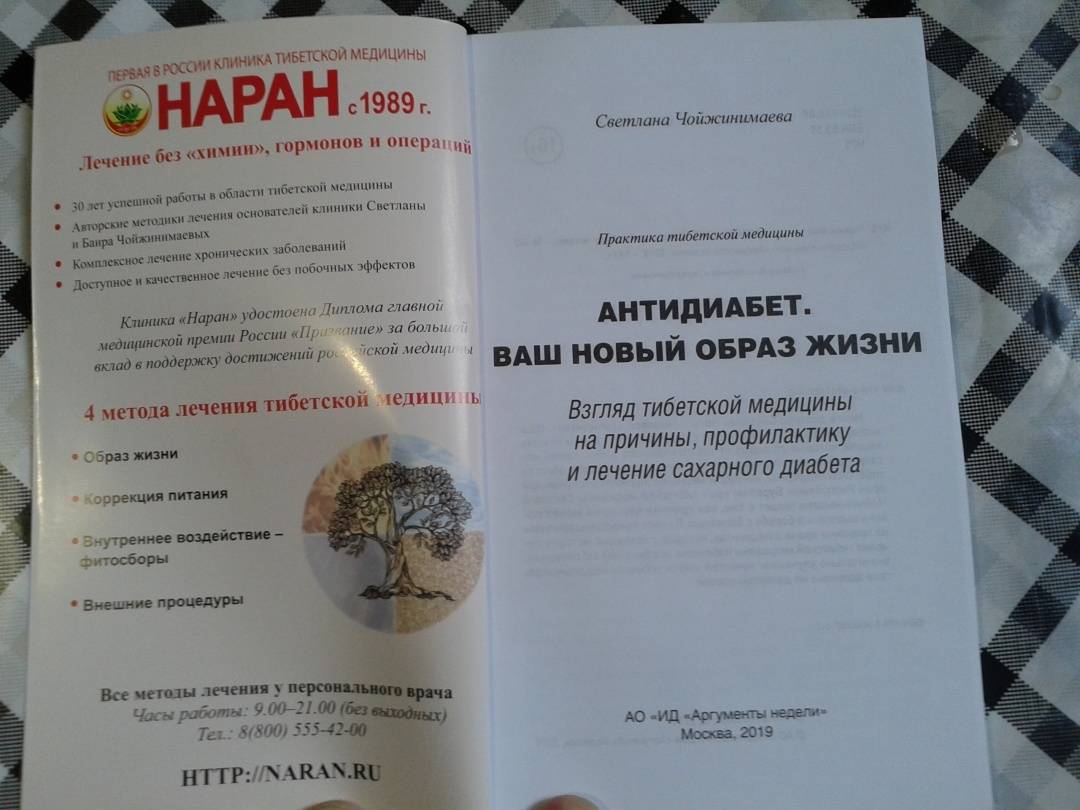 ПЕРВАЯ В РОССИИ КЛИНИКА ТИБЕТСКОЙ МЕДИЦИНЫ
НАРАН с 1989 г.
Лечение без «химии», гормонов и операций
• 30 лет успешной работы в области тибетской медицины
• Авторские методики лечения основателей клиники Светланы
и Баира Чойжинимаевых
• Комплексное лечение хронических заболеваний
• Доступное и качественное лечение без побочных эффектов
Клиника «Наран» удостоена Диплома главной
медицинской премии России «Призвание» за большой
вклад в поддержку достижений российской медицины
4 метода лечения тибетской медицины
• Образ жизни
• Коррекция питания
• Внутреннее воздействие –
фитосборы
• Внешние процедуры
Все методы лечения у персонального врача
Часы работы: 9.00–21.00 (без выходных)
Тел.: 8(800) 555-42-00
HTTP://NARAN.RU
Светлана Чойжинимаева
Практика тибетской медицины
АНТИДИАБЕТ.
ВАШ НОВЫЙ ОБРАЗ ЖИЗНИ
Взгляд тибетской медицины
на причины, профилактику
и лечение сахарного диабета
АО «ИД «Аргументы недели»
Москва, 2019